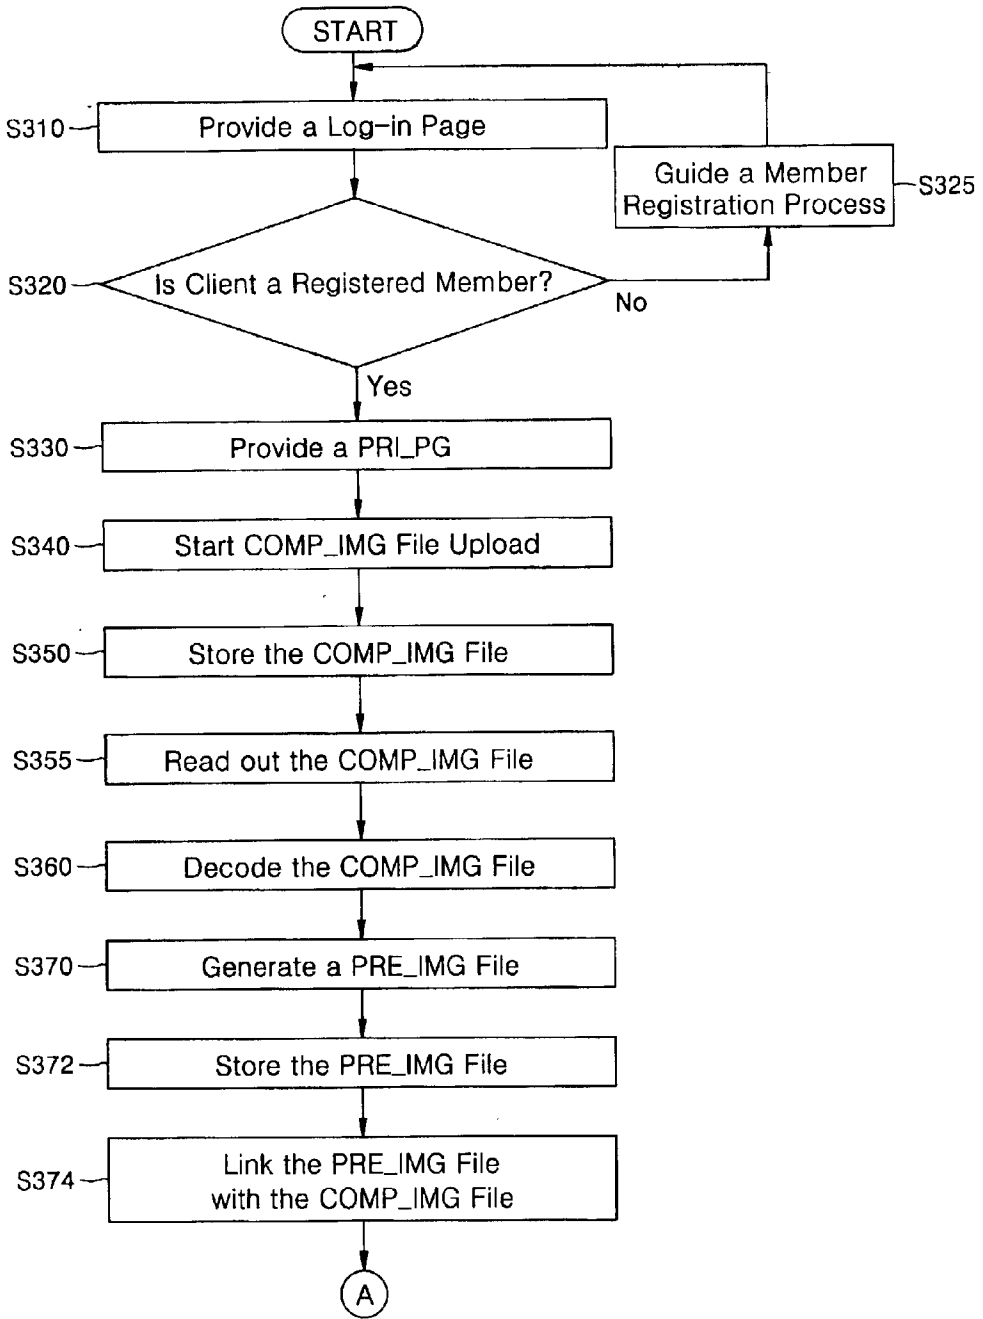 START
S310
Provide a Log-in Page
Guide a Member
Registration Process
S325
S320
Is Client a Registered Member?
No
Yes
S330
Provide a PRI_PG
S340
Start COMP_IMG File Upload
S350
Store the COMP_IMG File
S355
Read out the COMP_IMG File
S360
Decode the COMP_IMG File
S370
Generate a PRE_IMG File
S372
Store the PRE_IMG File
S374
Link the PRE_IMG File
with the COMP_IMG File
A